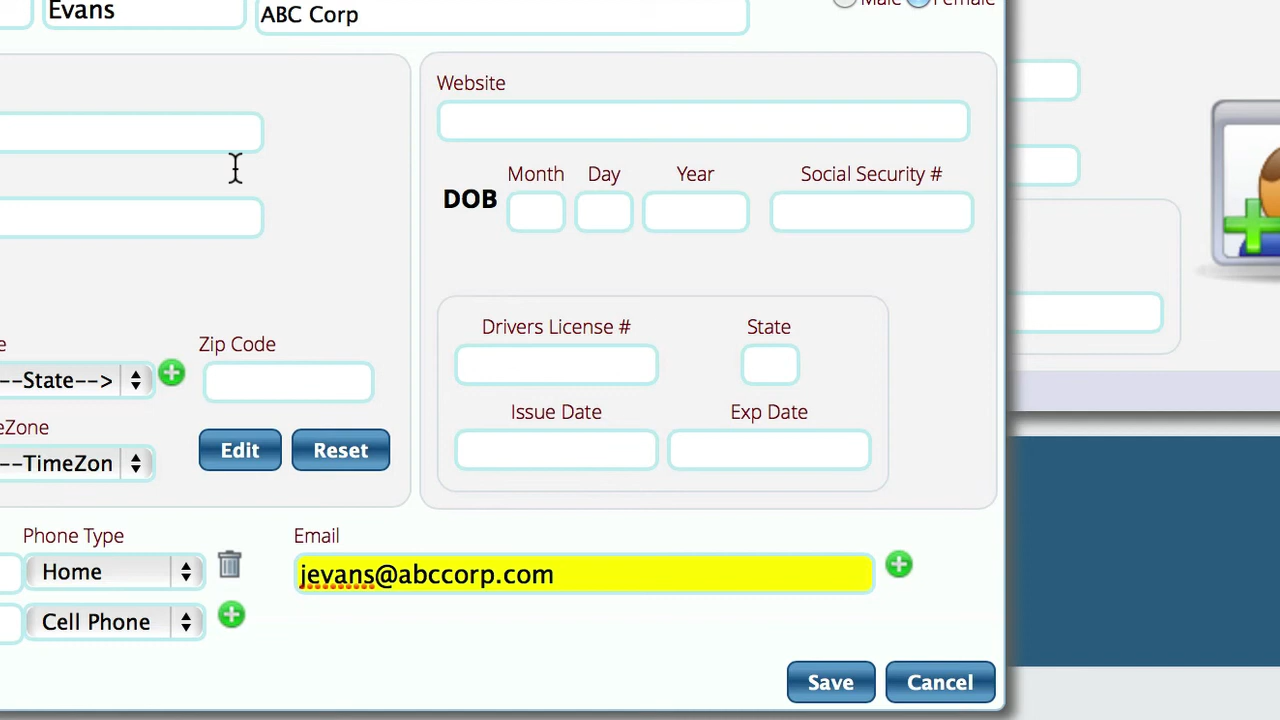 Evans
ABC Corp
Male Female
Website
Month Day Year Social Security #
DOB
Drivers License # State
Zip Code
--State-->
Issue Date Exp Date
eZone
--TimeZon
Edit Reset
Phone Type Email
Home
jevans@abccorp.com
Cell Phone
Save Cancel